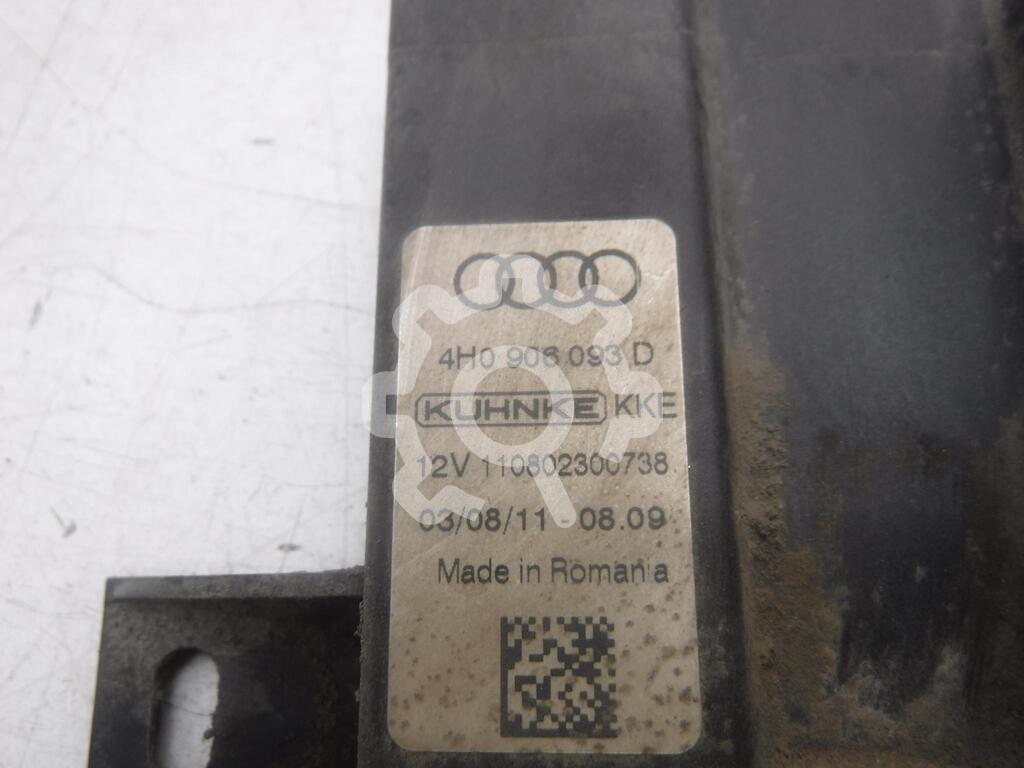 4H0 906 093 D
KUHNKE KKE
12V 110802300738
03/08/11 - 08.09
Made in Romania